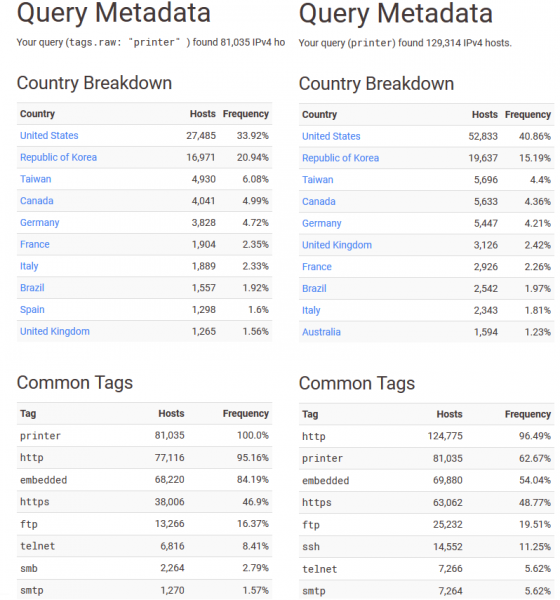 Query Metadata
Your query (tags.raw: "printer" ) found 81,035 IPv4 ho
Country Breakdown
Country Hosts Frequency
United States 27,485 33.92%
Republic of Korea 16,971 20.94%
Taiwan 4,930 6.08%
Canada 4,041 4.99%
Germany 3,828 4.72%
France 1,904 2.35%
Italy 1,889 2.33%
Brazil 1,557 1.92%
Spain 1,298 1.6%
United Kingdom 1,265 1.56%
Common Tags
Tag Hosts Frequency
printer 81,035 100.0%
http 77,116 95.16%
embedded 68,220 84.19%
https 38,006 46.9%
ftp 13,266 16.37%
telnet 6,816 8.41%
smb 2,264 2.79%
smtp 1,270 1.57%
Query Metadata
Your query (printer) found 129,314 IPv4 hosts.
Country Breakdown
Country Hosts Frequency
United States 52,833 40.86%
Republic of Korea 19,637 15.19%
Taiwan 5,696 4.4%
Canada 5,633 4.36%
Germany 5,447 4.21%
United Kingdom 3,126 2.42%
France 2,926 2.26%
Brazil 2,542 1.97%
Italy 2,343 1.81%
Australia 1,594 1.23%
Common Tags
Tag Hosts Frequency
http 124,775 96.49%
printer 81,035 62.67%
embedded 69,880 54.04%
https 63,062 48.77%
ftp 25,232 19.51%
ssh 14,552 11.25%
telnet 7,266 5.62%
smtp 7,264 5.62%